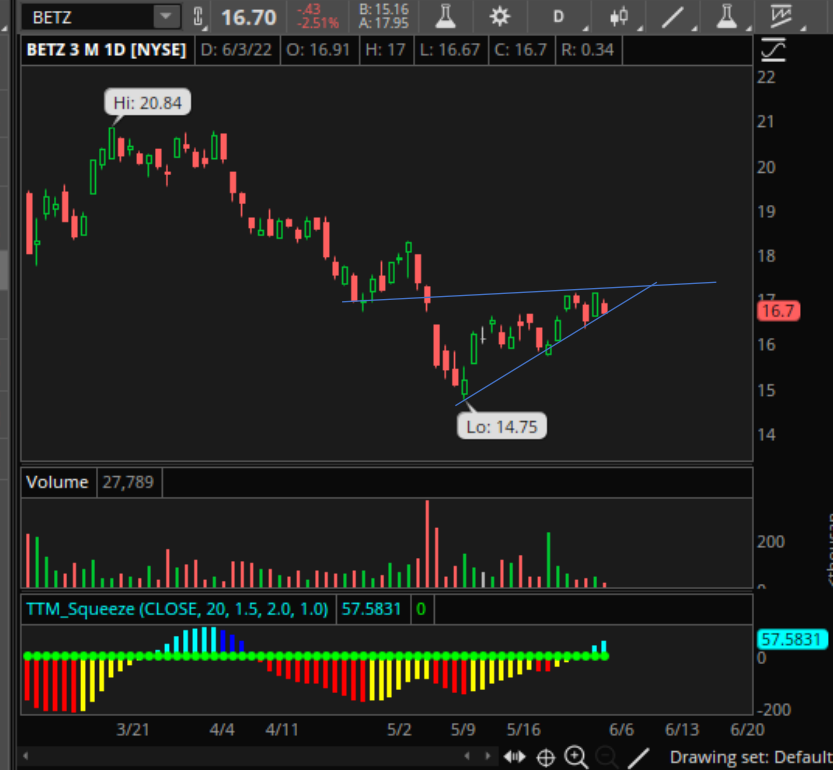 BETZ 16.70 -.43 B: 15.16 D
-2.51% A: 17.95
BETZ 3 M 1D [NYSE] D: 6/3/22 O: 16.91 H: 17 L: 16.67 C: 16.7 R: 0.34
22
Hi: 20.84
21
20
19
18
17
16.7
16
15
Lo: 14.75
14
Volume 27,789
200
TTM_Squeeze (CLOSE, 20, 1.5, 2.0, 1.0) 57.5831 0
57.5831
0
-200
3/21 4/4 4/11 5/2 5/9 5/16 6/6 6/13 6/20
Drawing set: Default